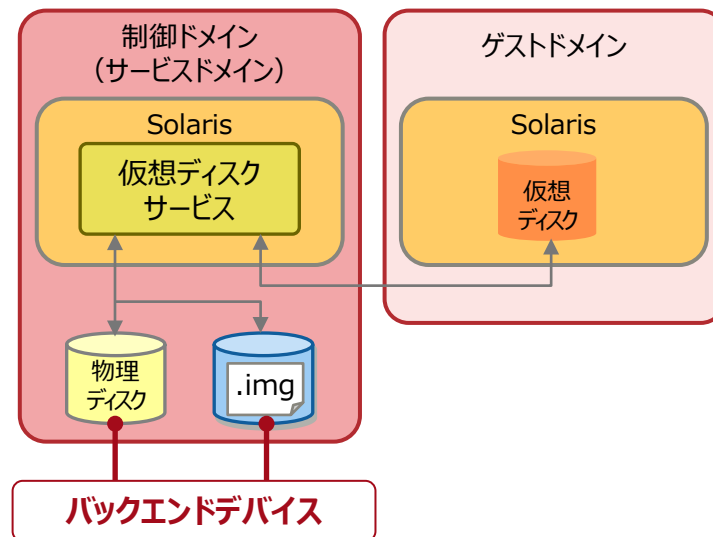 制御ドメイン
（サービスドメイン）
Solaris
仮想ディスク
サービス
物理
ディスク
.img
バックエンドデバイス
ゲストドメイン
Solaris
仮想
ディスク